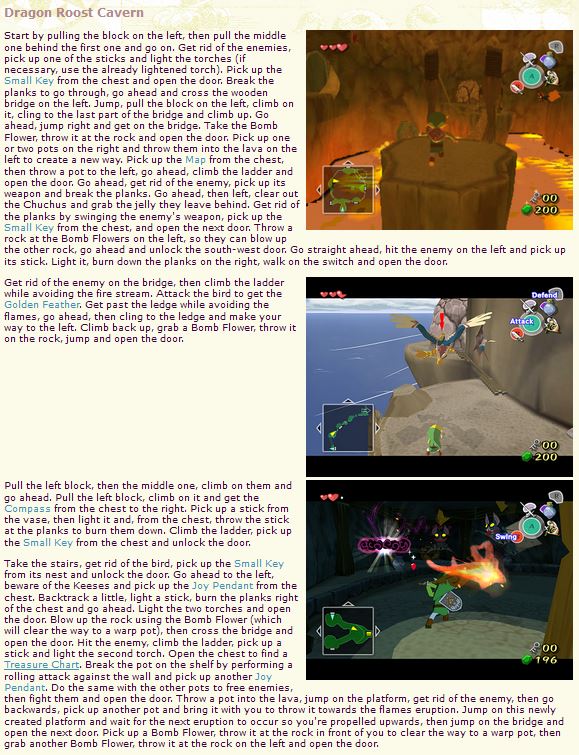 Dragon Roost Cavern
Start by pulling the block on the left, then pull the middle
one behind the first one and go on. Get rid of the enemies,
pick up one of the sticks and light the torches (if
necessary, use the already lightened torch). Pick up the
Small Key from the chest and open the door. Break the
planks to go through, go ahead and cross the wooden
bridge on the left. Jump, pull the block on the left, climb on
it, cling to the last part of the bridge and climb up. Go
ahead, jump right and get on the bridge. Take the Bomb
Flower, throw it at the rock and open the door. Pick up one
or two pots on the right and throw them into the lava on the
left to create a new way. Pick up the Map from the chest,
then throw a pot to the left, go ahead, climb the ladder and
open the door. Go ahead, get rid of the enemy, pick up its
weapon and break the planks. Go ahead, then left, clear out
the Chuchus and grab the jelly they leave behind. Get rid of
the planks by swinging the enemy's weapon, pick up the
Small Key from the chest, and open the next door. Throw a
rock at the Bomb Flowers on the left, so they can blow up
the other rock, go ahead and unlock the south-west door. Go straight ahead, hit the enemy on the left and pick up
its stick. Light it, burn down the planks on the right, walk on the switch and open the door.
R
A
00
200
Get rid of the enemy on the bridge, then climb the ladder
while avoiding the fire stream. Attack the bird to get the
Golden Feather. Get past the ledge while avoiding the
flames, go ahead, then cling to the ledge and make your
way to the left. Climb back up, grab a Bomb Flower, throw it
on the rock, jump and open the door.
Defend
Attack
00
200
Pull the left block, then the middle one, climb on them and
go ahead. Pull the left block, climb on it and get the
Compass from the chest to the right. Pick up a stick from
the vase, then light it and, from the chest, throw the stick
at the planks to burn them down. Climb the ladder, pick up
the Small Key from the chest and unlock the door.
R
A
Swing
00
196
Take the stairs, get rid of the bird, pick up the Small Key
from its nest and unlock the door. Go ahead to the left,
beware of the Keeses and pick up the Joy Pendant from the
chest. Backtrack a little, light a stick, burn the planks right
of the chest and go ahead. Light the two torches and open
the door. Blow up the rock using the Bomb Flower (which
will clear the way to a warp pot), then cross the bridge and
open the door. Hit the enemy, climb the ladder, pick up a
stick and light the second torch. Open the chest to find a
Treasure Chart. Break the pot on the shelf by performing a
rolling attack against the wall and pick up another Joy
Pendant. Do the same with the other pots to free enemies,
then fight them and open the door. Throw a pot into the lava, jump on the platform, get rid of the enemy, then go
backwards, pick up another pot and bring it with you to throw it towards the flames eruption. Jump on this newly
created platform and wait for the next eruption to occur so you're propelled upwards, then jump on the bridge and
open the next door. Pick up a Bomb Flower, throw it at the rock in front of you to clear the way to a warp pot, then
grab another Bomb Flower, throw it at the rock on the left and open the door.